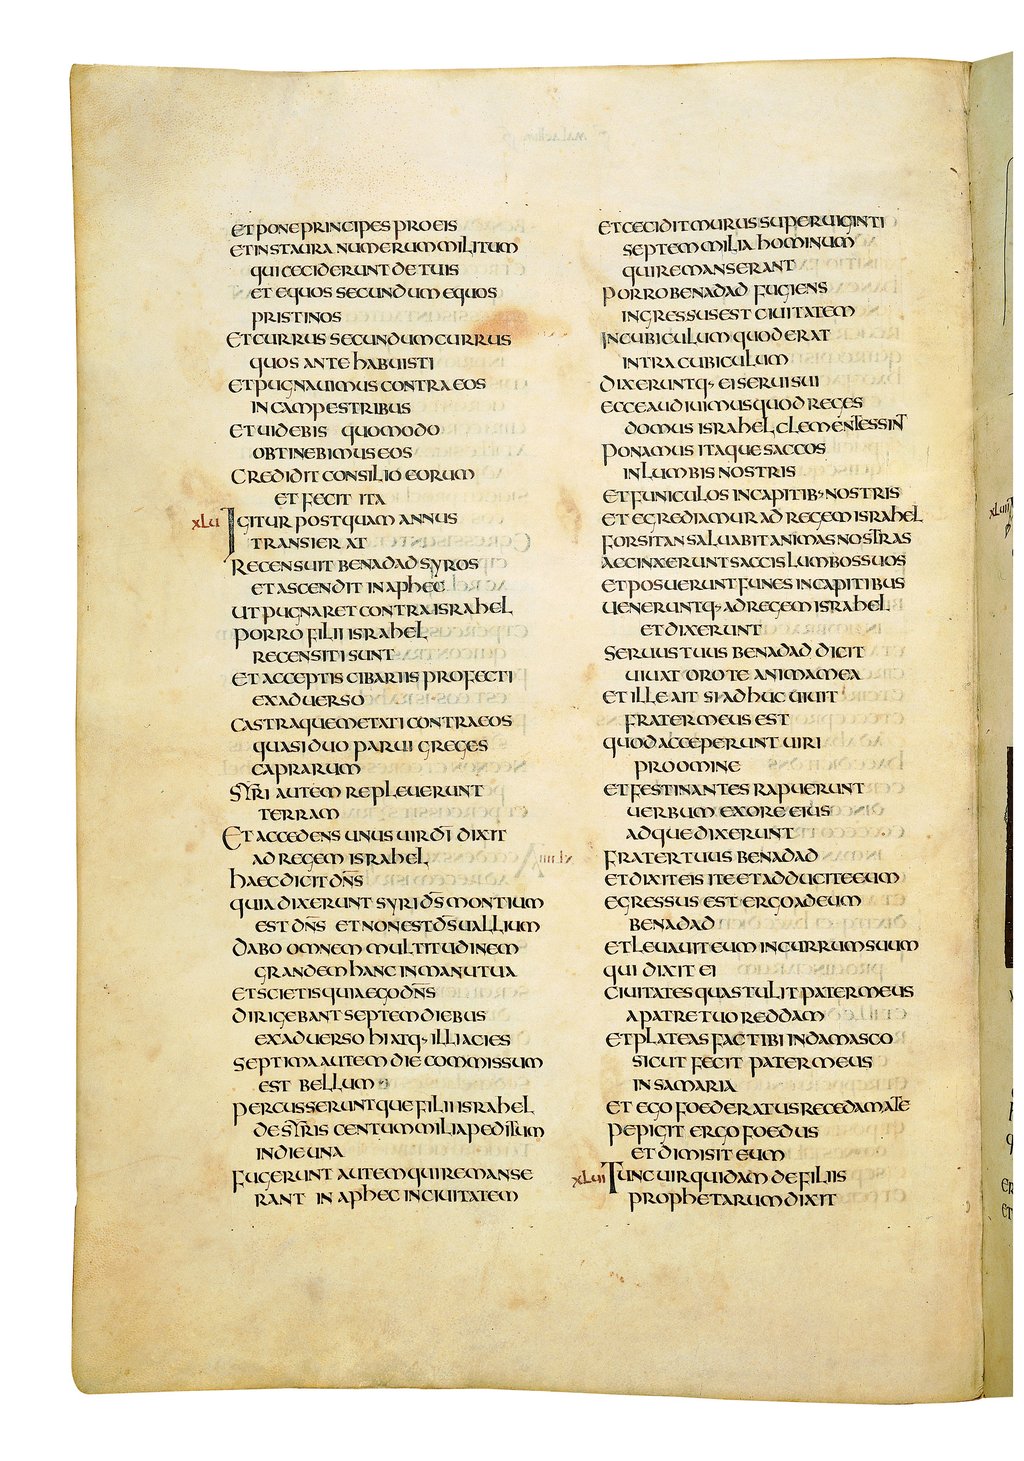 malachim
ET PONE PRINCIPES PRO EIS
ET INSTAURA NUMERUM MILITUM
QUI CECIDERUNT DE TUIS
ET EQUOS SECUNDUM EQUOS
PRISTINOS
ET CURRUS SECUNDUM CURRUS
QUOS ANTE HABUISTI
ET PUGNAUIMUS CONTRA EOS
IN CAMPESTRIBUS
ET UIDEBIS QUOMODO
OBTINEBIMUS EOS
CREDIDIT CONSILIO EORUM
ET FECIT ITA
XLVI IGITUR POSTQUAM ANNUS
TRANSIERAT
RECENSUIT BENADAD SYROS
ET ASCENDIT IN APHEC
UT PUGNARET CONTRA ISRAHEL
PORRO FILII ISRAHEL
RECENSITI SUNT
ET ACCEPTIS CIBARIIS PROFECTI
EX ADUERSO
CASTRAQUE METATI CONTRA EOS
QUASI DUO PARUI GREGES
CAPRARUM
SYRI AUTEM REPLEUERUNT
TERRAM
ET ACCEDENS UNUS UIR DĪ DIXIT
AD REGEM ISRAHEL
HAEC DICIT DN̄S
QUIA DIXERUNT SYRI DS̄ MONTIUM
EST DN̄S ET NON EST DS̄ UALLIUM
DABO OMNEM MULTITUDINEM
GRANDEM HANC IN MANU TUA
ET SCIETIS QUIA EGO DN̄S
DIRIGEBANT SEPTEM DIEBUS
EX ADUERSO HI ATQ· ILLI ACIES
SEPTIMA AUTEM DIE COMMISSUM
EST BELLUM
PERCUSSERUNTQUE FILII ISRAHEL
DE SYRIS CENTUM MILIA PEDITUM
IN DIE UNA
FUGERUNT AUTEM QUI REMANSE
RANT IN APHEC IN CIUITATEM
ET CECIDIT MURUS SUPER UIGINTI
SEPTEM MILIA HOMINUM
QUI REMANSERANT
PORRO BENADAD FUGIENS
INGRESSUS EST CIUITATEM
IN CUBICULUM QUOD ERAT
INTRA CUBICULUM
DIXERUNTQ· EI SERUI SUI
ECCE AUDIUIMUS QUOD REGES
DOMUS ISRAHEL CLEMENTES SINT
PONAMUS ITAQUE SACCOS
IN LUMBIS NOSTRIS
ET FUNICULOS IN CAPITIB· NOSTRIS
ET EGREDIAMUR AD REGEM ISRAHEL
FORSITAN SALUABIT ANIMAS NOSTRAS
ACCINXERUNT SACCIS LUMBOS SUOS
ET POSUERUNT FUNES IN CAPITIBUS
UENERUNTQ· AD REGEM ISRAHEL
ET DIXERUNT
SERUUS TUUS BENADAD DICIT
UIUAT ORO TE ANIMA MEA
ET ILLE AIT SI ADHUC UIUIT
FRATER MEUS EST
QUOD ACCEPERUNT UIRI
PRO OMINE
ET FESTINANTES RAPUERUNT
UERBUM EX ORE EIUS
ADQUE DIXERUNT
FRATER TUUS BENADAD
ET DIXIT EIS ITE ET ADDUCITE EUM
EGRESSUS EST ERGO AD EUM
BENADAD
ET LEUAUIT EUM IN CURRUM SUUM
QUI DIXIT EI
CIUITATES QUAS TULIT PATER MEUS
A PATRE TUO REDDAM
ET PLATEAS FAC TIBI IN DAMASCO
SICUT FECIT PATER MEUS
IN SAMARIA
ET EGO FOEDERATUS RECEDAM A TE
PEPIGIT ERGO FOEDUS
ET DIMISIT EUM
XLVII TUNC UIR QUIDAM DE FILIIS
PROPHETARUM DIXIT